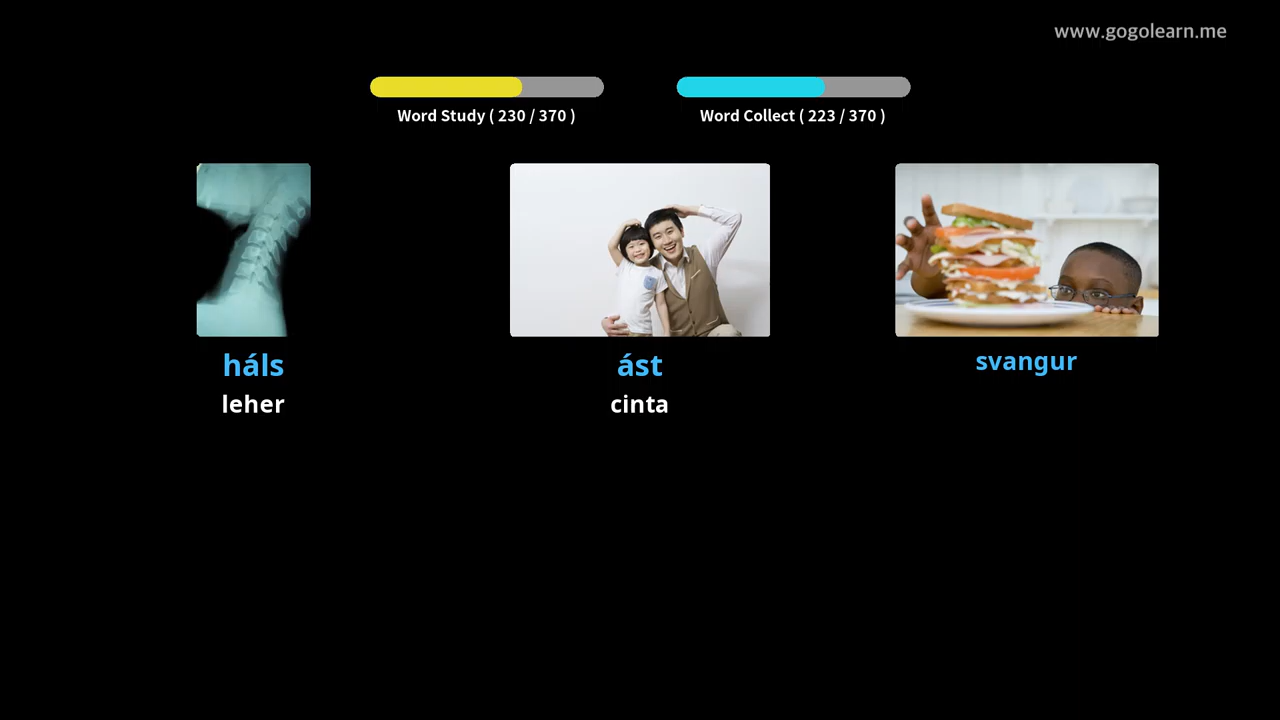 www.gogolearn.me
Word Study ( 230 / 370 )
Word Collect ( 223 / 370 )
háls
ást
svangur
leher
cinta